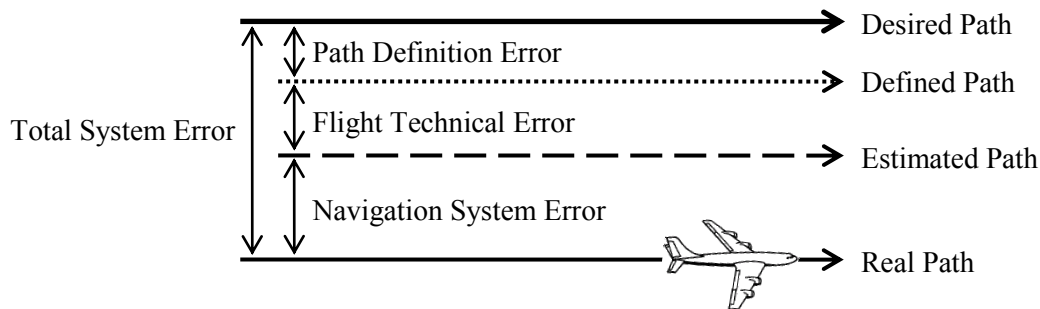 Desired Path
Path Definition Error
Defined Path
Total System Error
Flight Technical Error
Estimated Path
Navigation System Error
Real Path